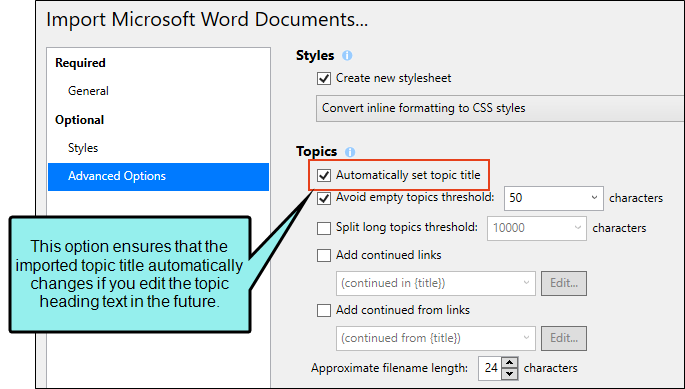 Import Microsoft Word Documents...
Required
General
Optional
Styles
Advanced Options
Styles
Create new stylesheet
Convert inline formatting to CSS styles
Topics
Automatically set topic title
Avoid empty topics threshold: 50 characters
Split long topics threshold: 10000 characters
Add continued links
(continued in {title}) Edit...
Add continued from links
(continued from {title}) Edit...
Approximate filename length: 24 characters
This option ensures that the
imported topic title automatically
changes if you edit the topic
heading text in the future.